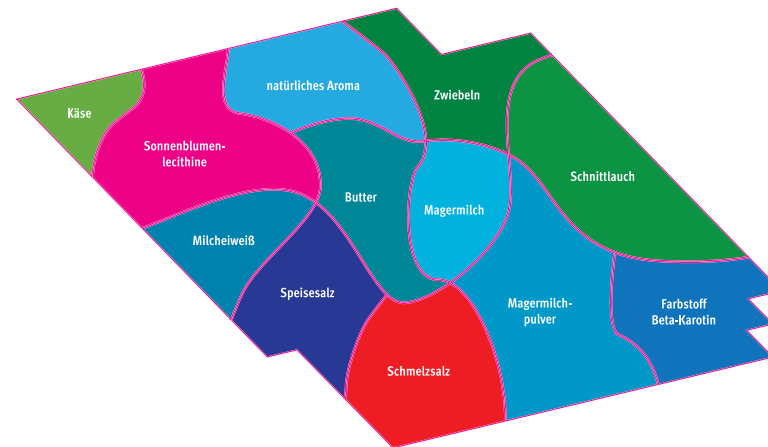 Käse
Sonnenblumen-
lecithine
natürliches Aroma
Zwiebeln
Schnittlauch
Butter
Magermilch
Milcheiweiß
Speisesalz
Magermilch-
pulver
Farbstoff
Beta-Karotin
Schmelzsalz